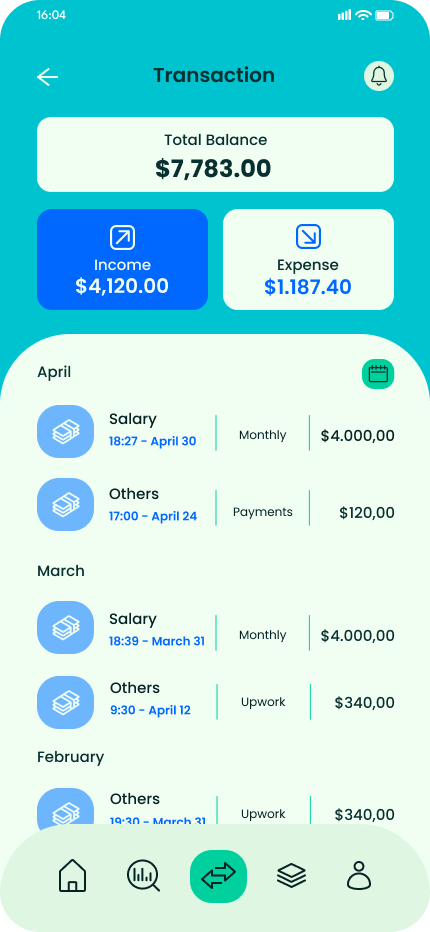 16:04
Transaction
Total Balance
$7,783.00
Income
$4,120.00
Expense
$1.187.40
April
Salary
18:27 - April 30
Monthly
$4.000,00
Others
17:00 - April 24
Payments
$120,00
March
Salary
18:39 - March 31
Monthly
$4.000,00
Others
9:30 - April 12
Upwork
$340,00
February
Others
19:30 - March 31
Upwork
$340,00